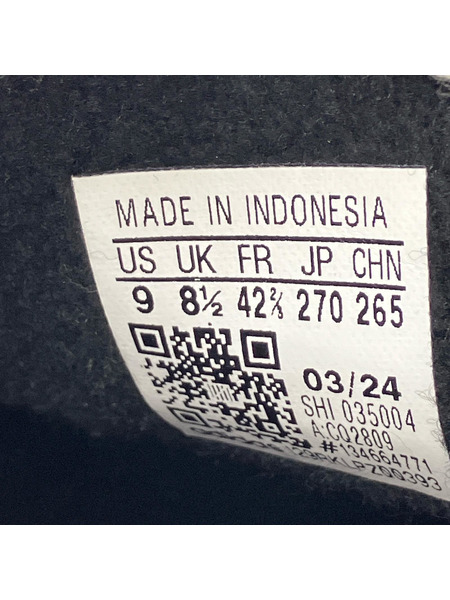 MADE IN INDONESIA
US UK FR JP CHN
9 8½ 42⅔ 270 265
03/24
SHI 035004
A:CQ2809
#134664771